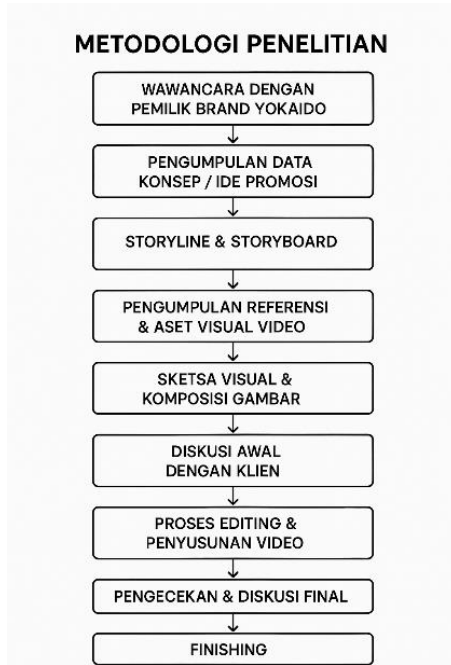 METODOLOGI PENELITIAN
WAWANCARA DENGAN
PEMILIK BRAND YOKAIDO
PENGUMPULAN DATA
KONSEP / IDE PROMOSI
STORYLINE & STORYBOARD
PENGUMPULAN REFERENSI
& ASET VISUAL VIDEO
SKETSA VISUAL &
KOMPOSISI GAMBAR
DISKUSI AWAL
DENGAN KLIEN
PROSES EDITING &
PENYUSUNAN VIDEO
PENGECEKAN & DISKUSI FINAL
FINISHING